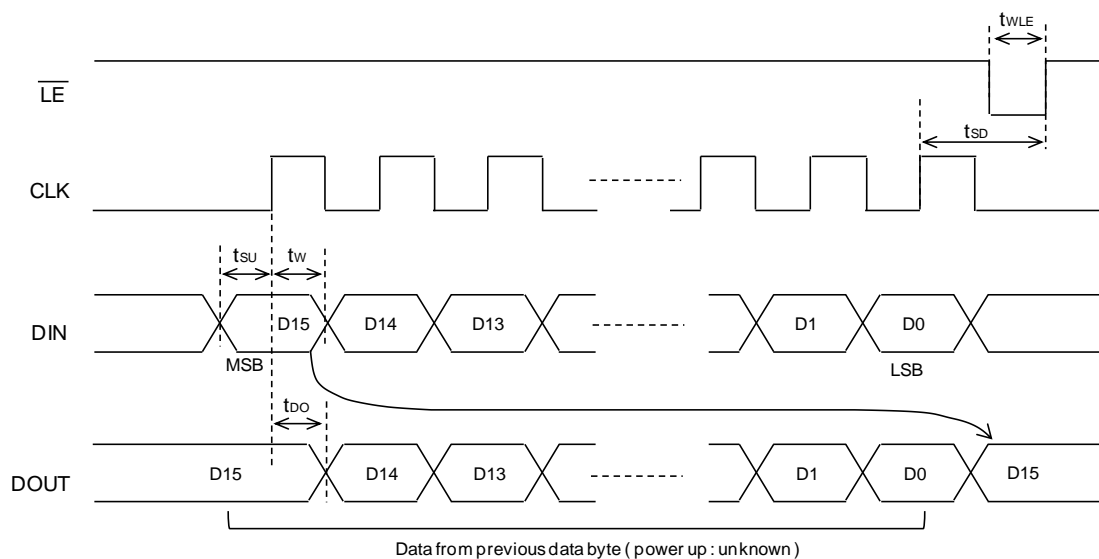 tWLE
LE
tSD
CLK
tSU
tW
DIN
D15
D14
D13
D1
D0
MSB
LSB
tDO
DOUT
D15
D14
D13
D1
D0
D15
Data from previous data byte ( power up : unknown )